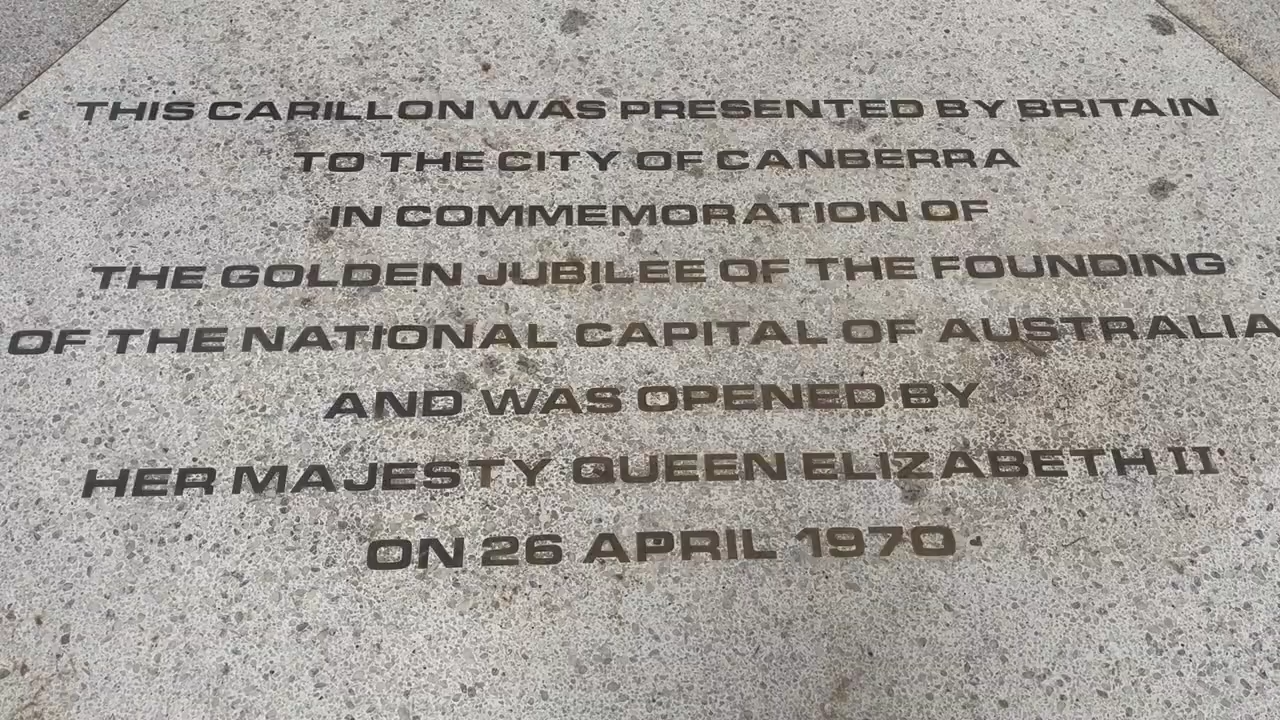 THIS CARILLON WAS PRESENTED BY BRITAIN
TO THE CITY OF CANBERRA
IN COMMEMORATION OF
THE GOLDEN JUBILEE OF THE FOUNDING
OF THE NATIONAL CAPITAL OF AUSTRALIA
AND WAS OPENED BY
HER MAJESTY QUEEN ELIZABETH II
ON 26 APRIL 1970